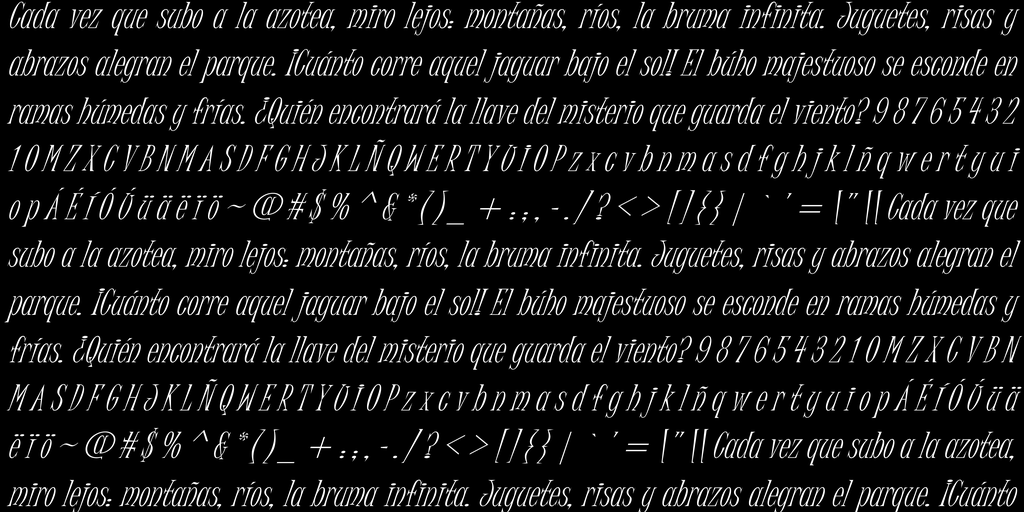 Cada vez que subo a la azotea, miro lejos: montañas, ríos, la bruma infinita. Juguetes, risas y
abrazos alegran el parque. ¡Cuánto corre aquel jaguar bajo el sol! El búho majestuoso se esconde en
ramas húmedas y frías. ¿Quién encontrará la llave del misterio que guarda el viento? 9 8 7 6 5 4 3 2
1 0 M Z X C V B N M A S D F G H J K L Ñ Q W E R T Y U I O P z x c v b n m a s d f g h j k l ñ q w e r t y u i
o p Á É Í Ó Ú ü ä ë ï ö ~ @ # $ % ^ & * ( ) _ + : ; , - . / ? < > [ ] { } | ` ´ = [ " [ [ Cada vez que
subo a la azotea, miro lejos: montañas, ríos, la bruma infinita. Juguetes, risas y abrazos alegran el
parque. ¡Cuánto corre aquel jaguar bajo el sol! El búho majestuoso se esconde en ramas húmedas y
frías. ¿Quién encontrará la llave del misterio que guarda el viento? 9 8 7 6 5 4 3 2 1 0 M Z X C V B N
M A S D F G H J K L Ñ Q W E R T Y U I O P z x c v b n m a s d f g h j k l ñ q w e r t y u i o p Á É Í Ó Ú ü ä
ë ï ö ~ @ # $ % ^ & * ( ) _ + : ; , - . / ? < > [ ] { } | ` ´ = [ " [ [ Cada vez que subo a la azotea,
miro lejos: montañas, ríos, la bruma infinita. Juguetes, risas y abrazos alegran el parque. ¡Cuánto